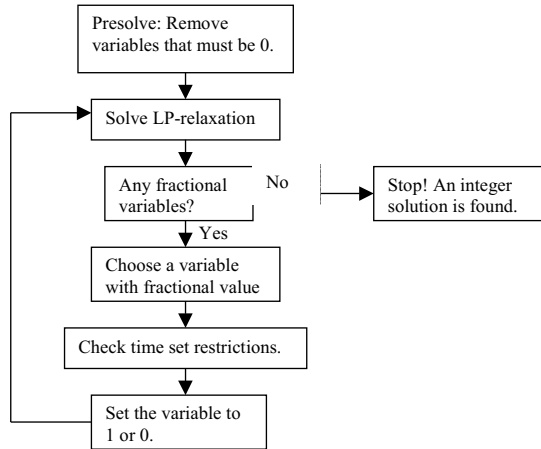 Presolve: Remove
variables that must be 0.
Solve LP-relaxation
Any fractional
variables?
No
Stop! An integer
solution is found.
Yes
Choose a variable
with fractional value
Check time set restrictions.
Set the variable to
1 or 0.